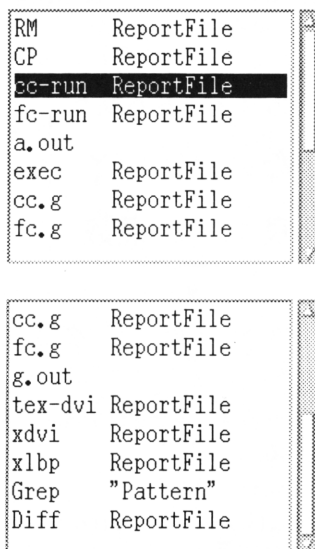 RM ReportFile
CP ReportFile
cc-run ReportFile
fc-run ReportFile
a.out
exec ReportFile
cc.g ReportFile
fc.g ReportFile
cc.g ReportFile
fc.g ReportFile
g.out
tex-dvi ReportFile
xdvi ReportFile
xlbp ReportFile
Grep "Pattern"
Diff ReportFile